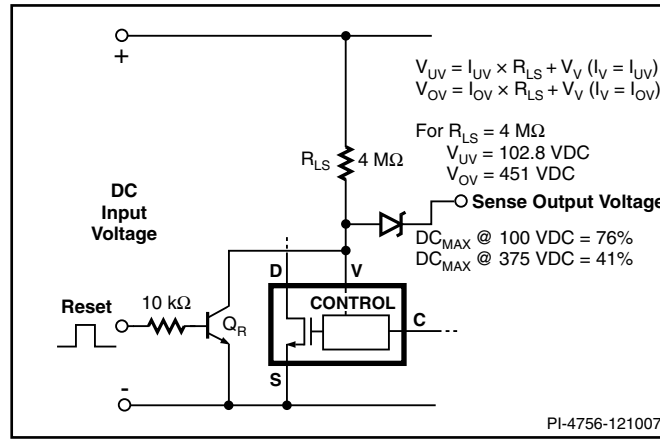 +
V_UV = I_UV × R_LS + V_V (I_V = I_UV)
V_OV = I_OV × R_LS + V_V (I_V = I_OV)
For R_LS = 4 MΩ
V_UV = 102.8 VDC
V_OV = 451 VDC
R_LS 4 MΩ
DC
Input
Voltage
Sense Output Voltage
DC_MAX @ 100 VDC = 76%
DC_MAX @ 375 VDC = 41%
D V
CONTROL
C
Reset
10 kΩ
Q_R
S
-
PI-4756-121007